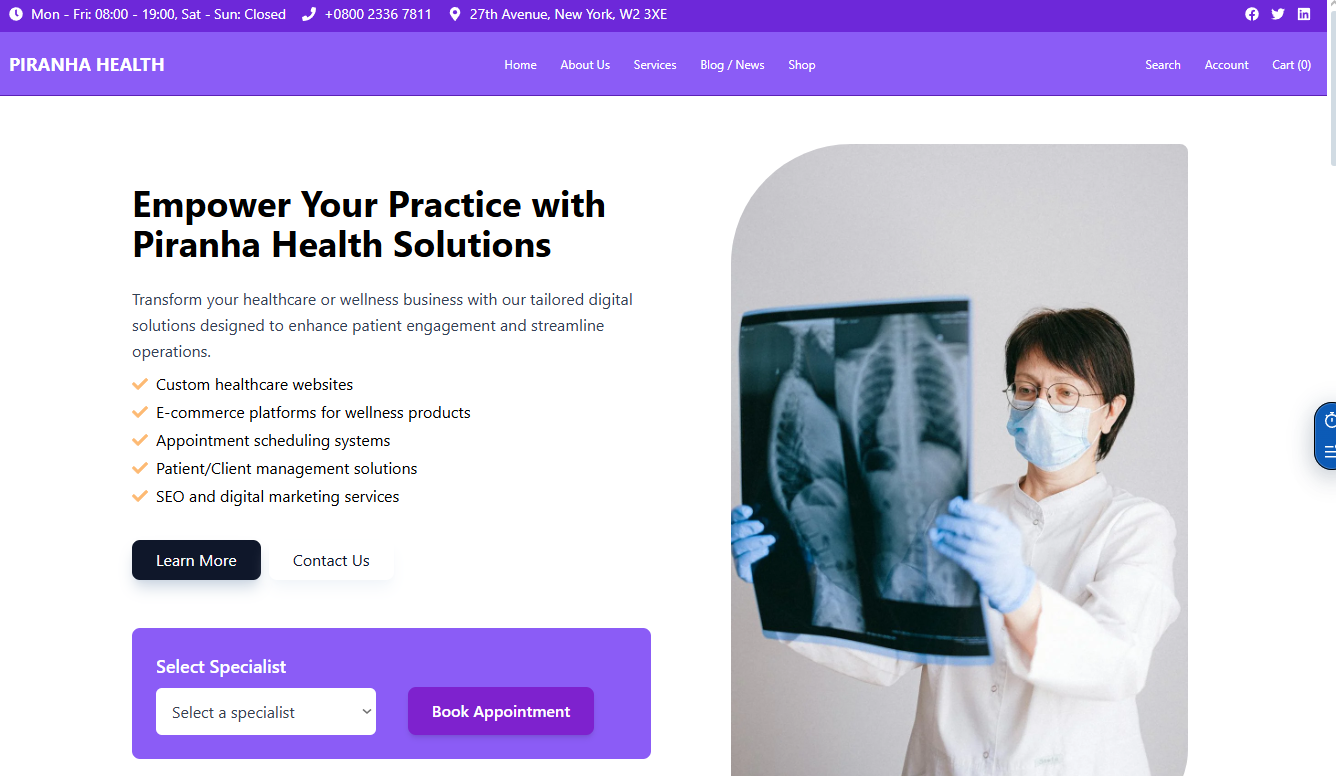 Mon - Fri: 08:00 - 19:00, Sat - Sun: Closed
+0800 2336 7811
27th Avenue, New York, W2 3XE
PIRANHA HEALTH
Home
About Us
Services
Blog / News
Shop
Search
Account
Cart (0)
Empower Your Practice with
Piranha Health Solutions
Transform your healthcare or wellness business with our tailored digital
solutions designed to enhance patient engagement and streamline
operations.
Custom healthcare websites
E-commerce platforms for wellness products
Appointment scheduling systems
Patient/Client management solutions
SEO and digital marketing services
Learn More
Contact Us
Select Specialist
Select a specialist
Book Appointment